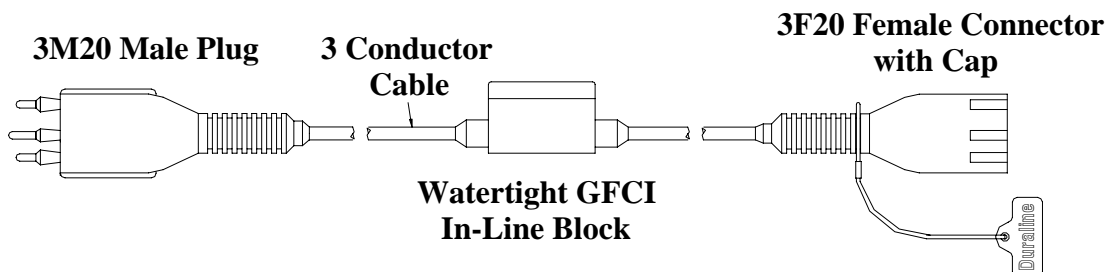 3M20 Male Plug
3 Conductor
Cable
3F20 Female Connector
with Cap
Watertight GFCI
In-Line Block
Duraline